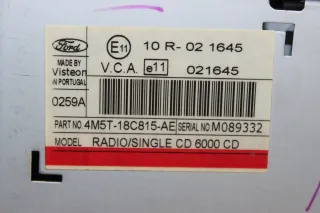 Ford E11 10 R- 02 1645
MADE BY
Visteon
IN PORTUGAL
V.C.A. e11 021645
0259A
PART NO. 4M5T-18C815-AE SERIAL NO. M089332
MODEL RADIO/SINGLE CD 6000 CD